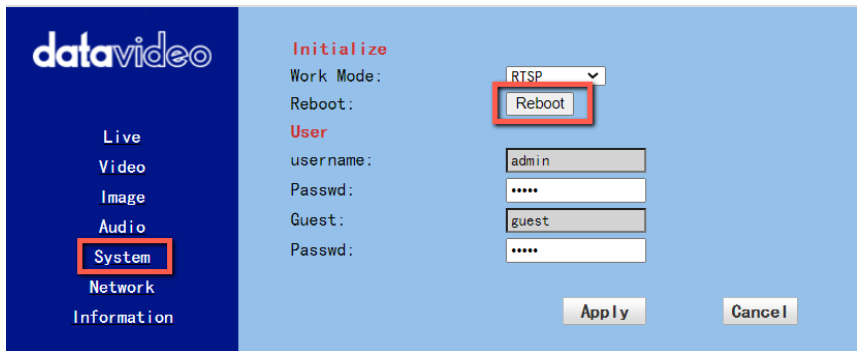 datavideo
Live
Video
Image
Audio
System
Network
Information
Initialize
Work Mode: RTSP
Reboot: Reboot
User
username: admin
Passwd: •••••
Guest: guest
Passwd: •••••
Apply Cancel